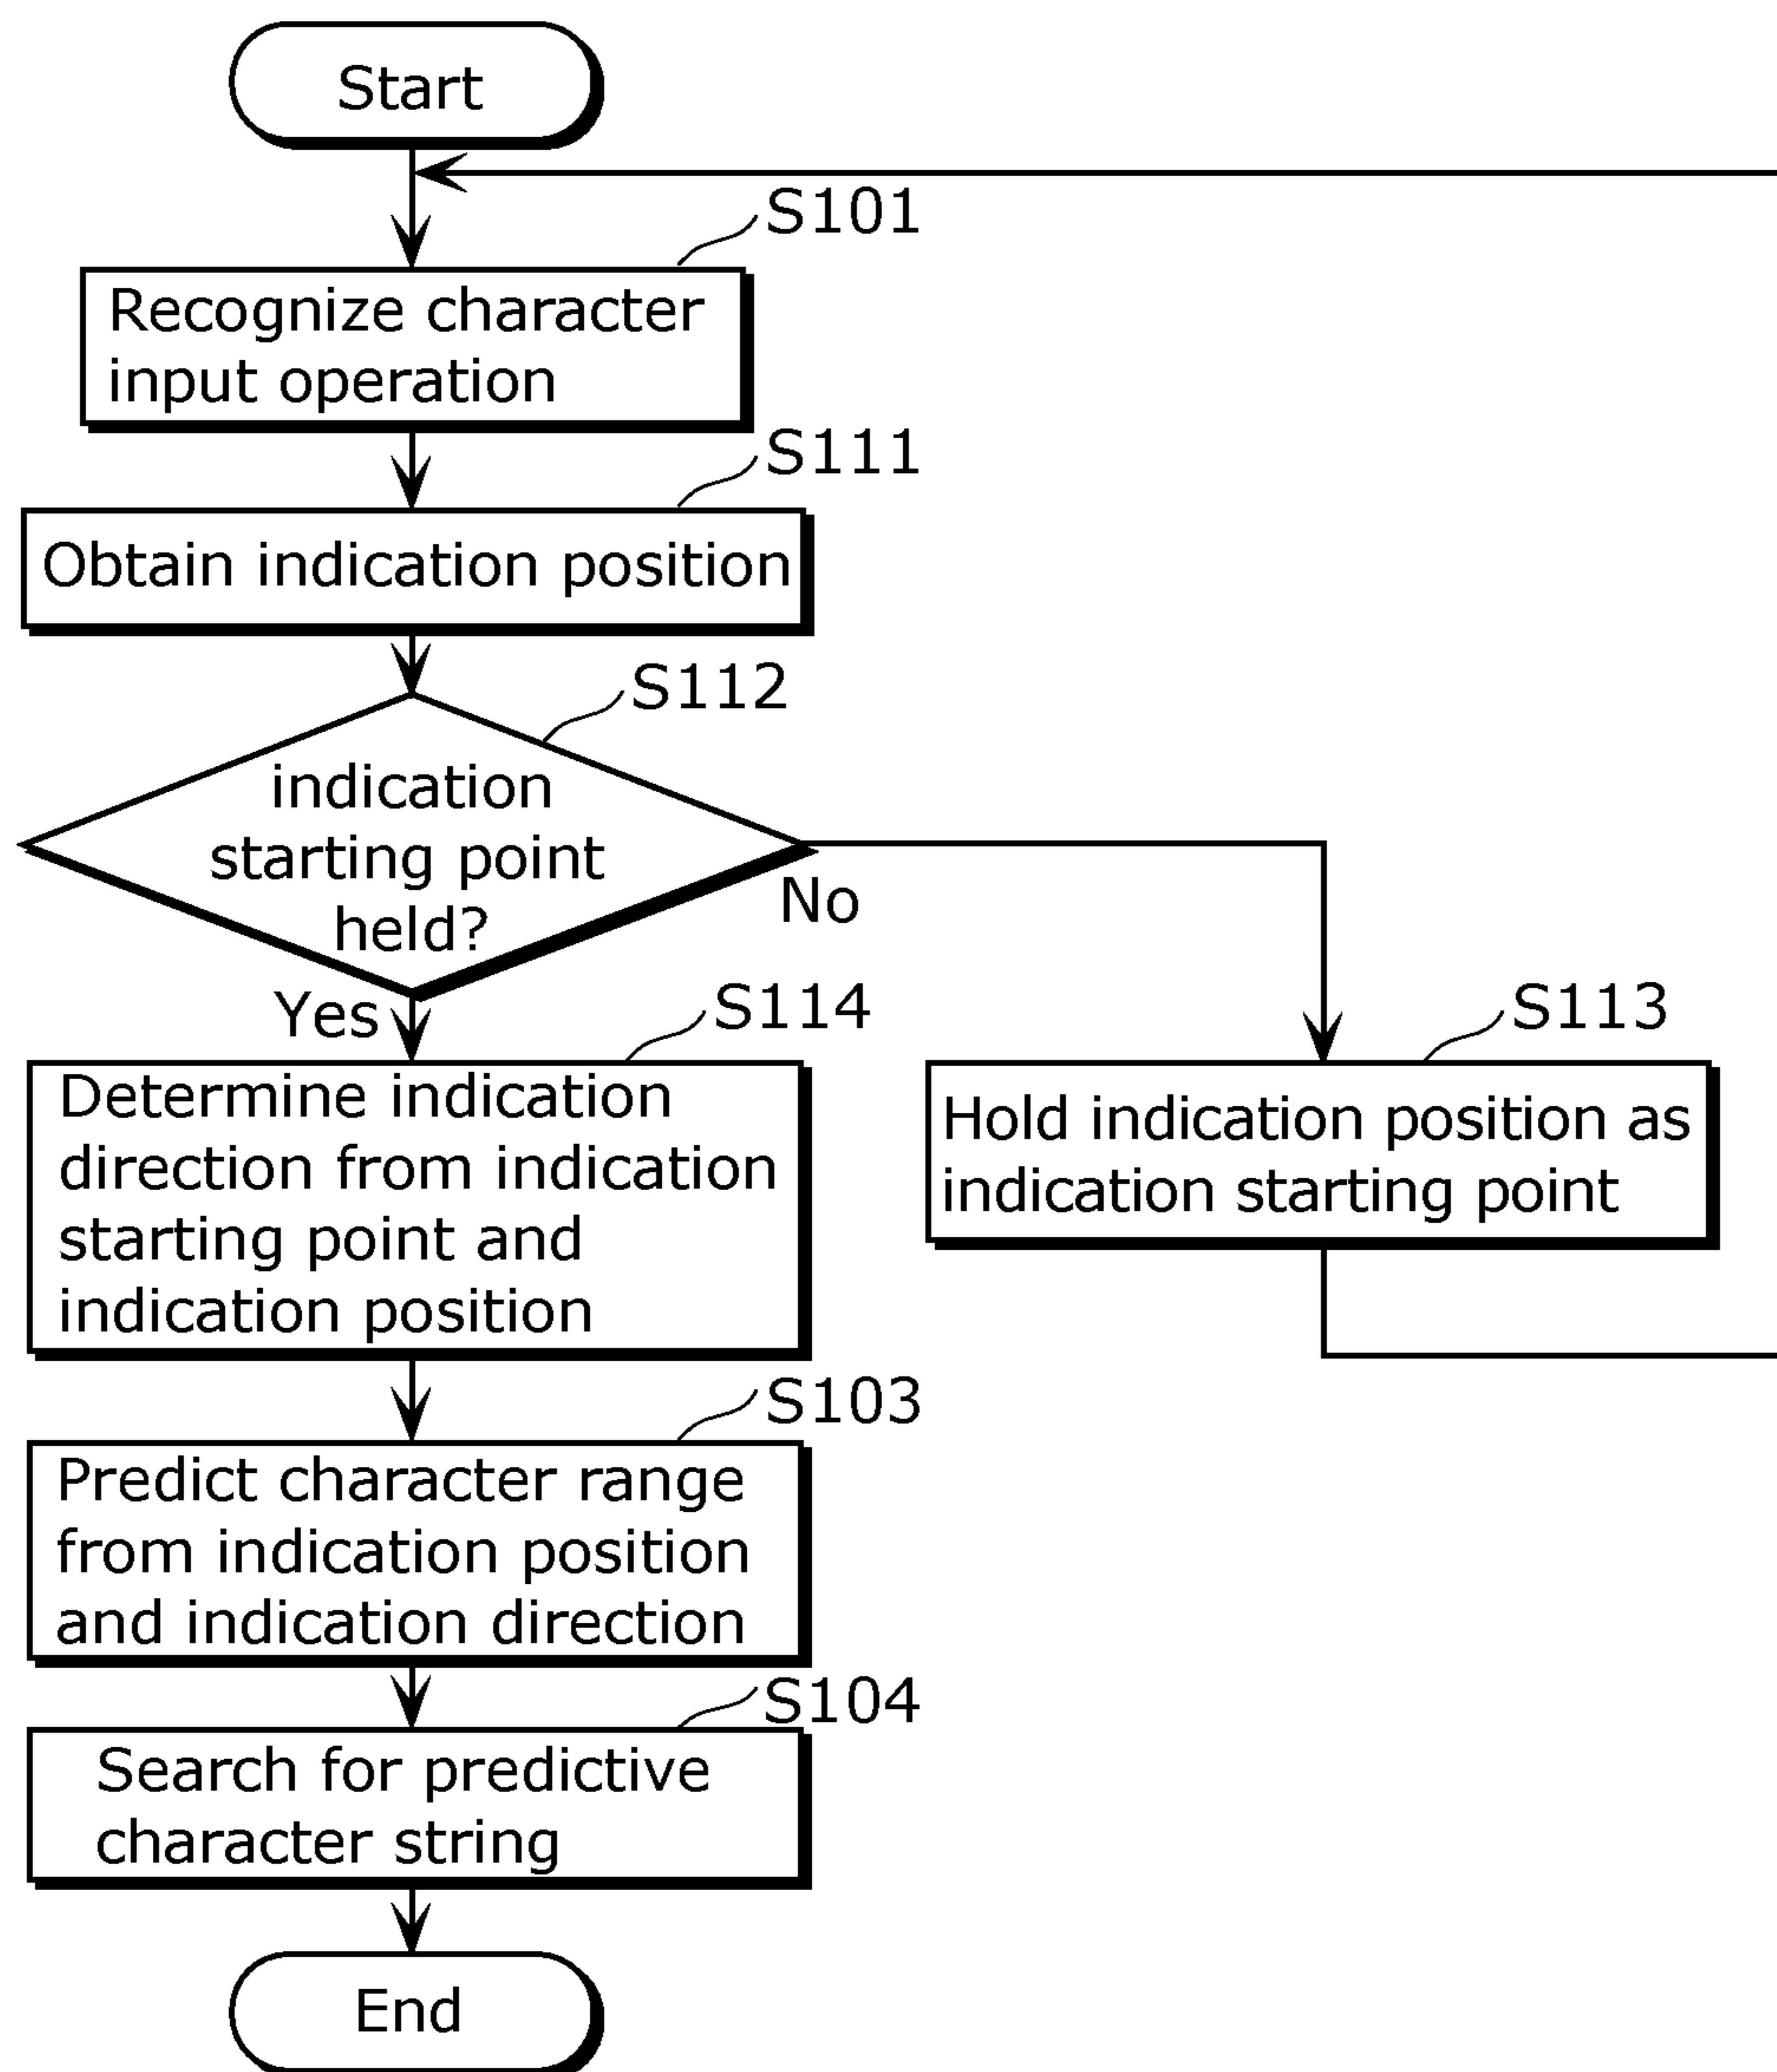 Start
S101
Recognize character
input operation
S111
Obtain indication position
S112
indication
starting point
held?
No
Yes
S114
Determine indication
direction from indication
starting point and
indication position
S113
Hold indication position as
indication starting point
S103
Predict character range
from indication position
and indication direction
S104
Search for predictive
character string
End